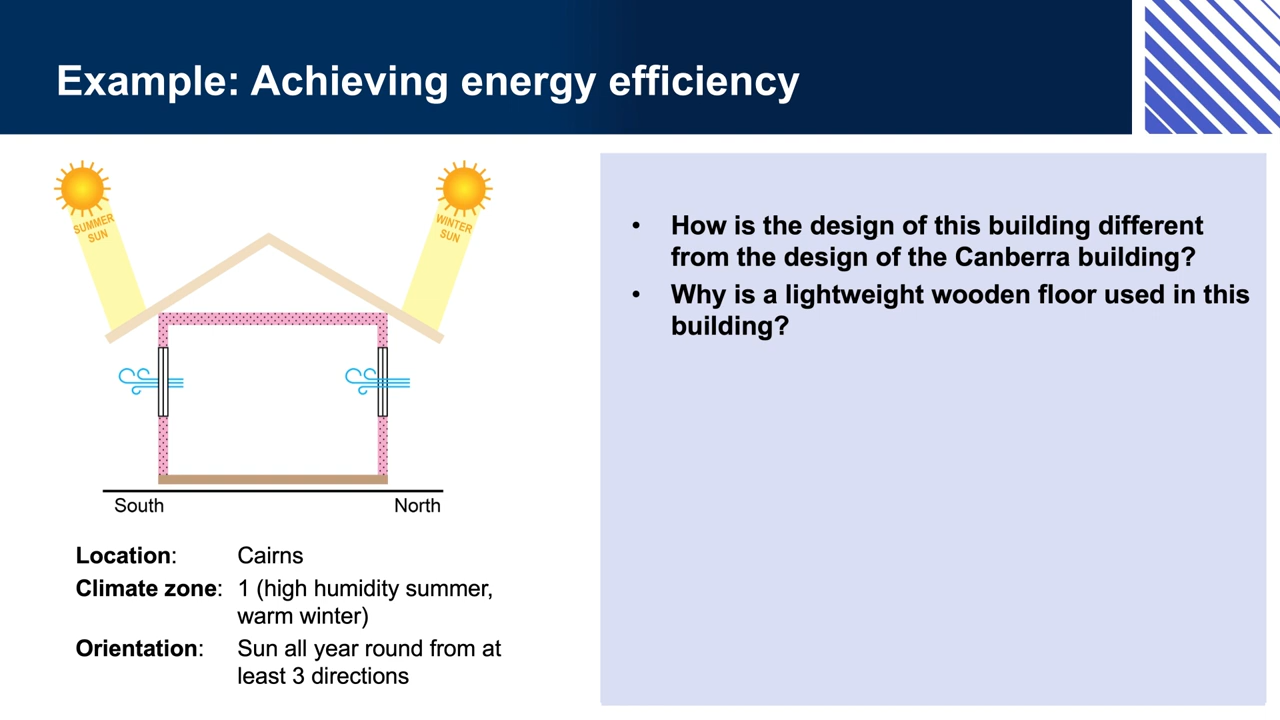 Example: Achieving energy efficiency
SUMMER
SUN
WINTER
SUN
South
North
Location: Cairns
Climate zone: 1 (high humidity summer,
warm winter)
Orientation: Sun all year round from at
least 3 directions
• How is the design of this building different
from the design of the Canberra building?
• Why is a lightweight wooden floor used in this
building?